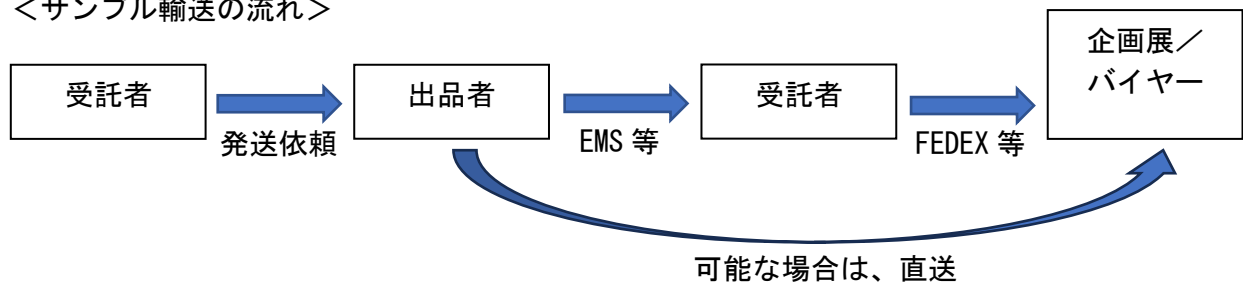 ＜サンプル輸送の流れ＞
受託者
発送依頼
出品者
EMS 等
受託者
FEDEX 等
企画展／
バイヤー
可能な場合は、直送